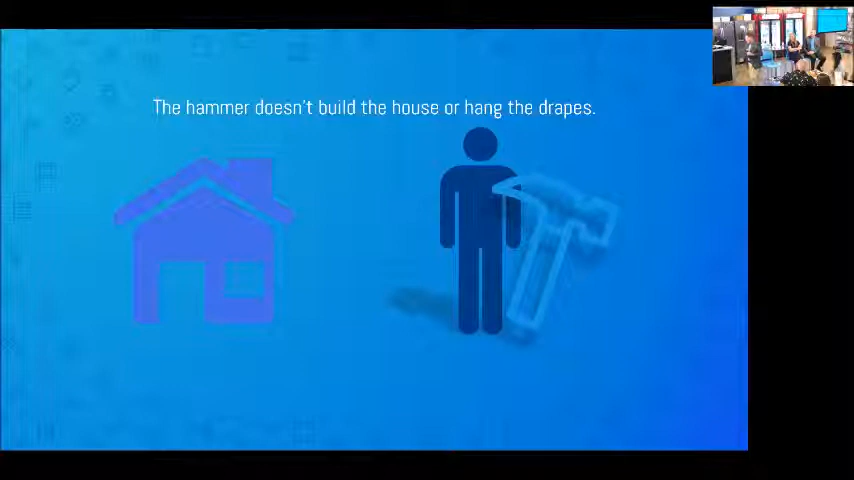 The hammer doesn't build the house or hang the drapes.